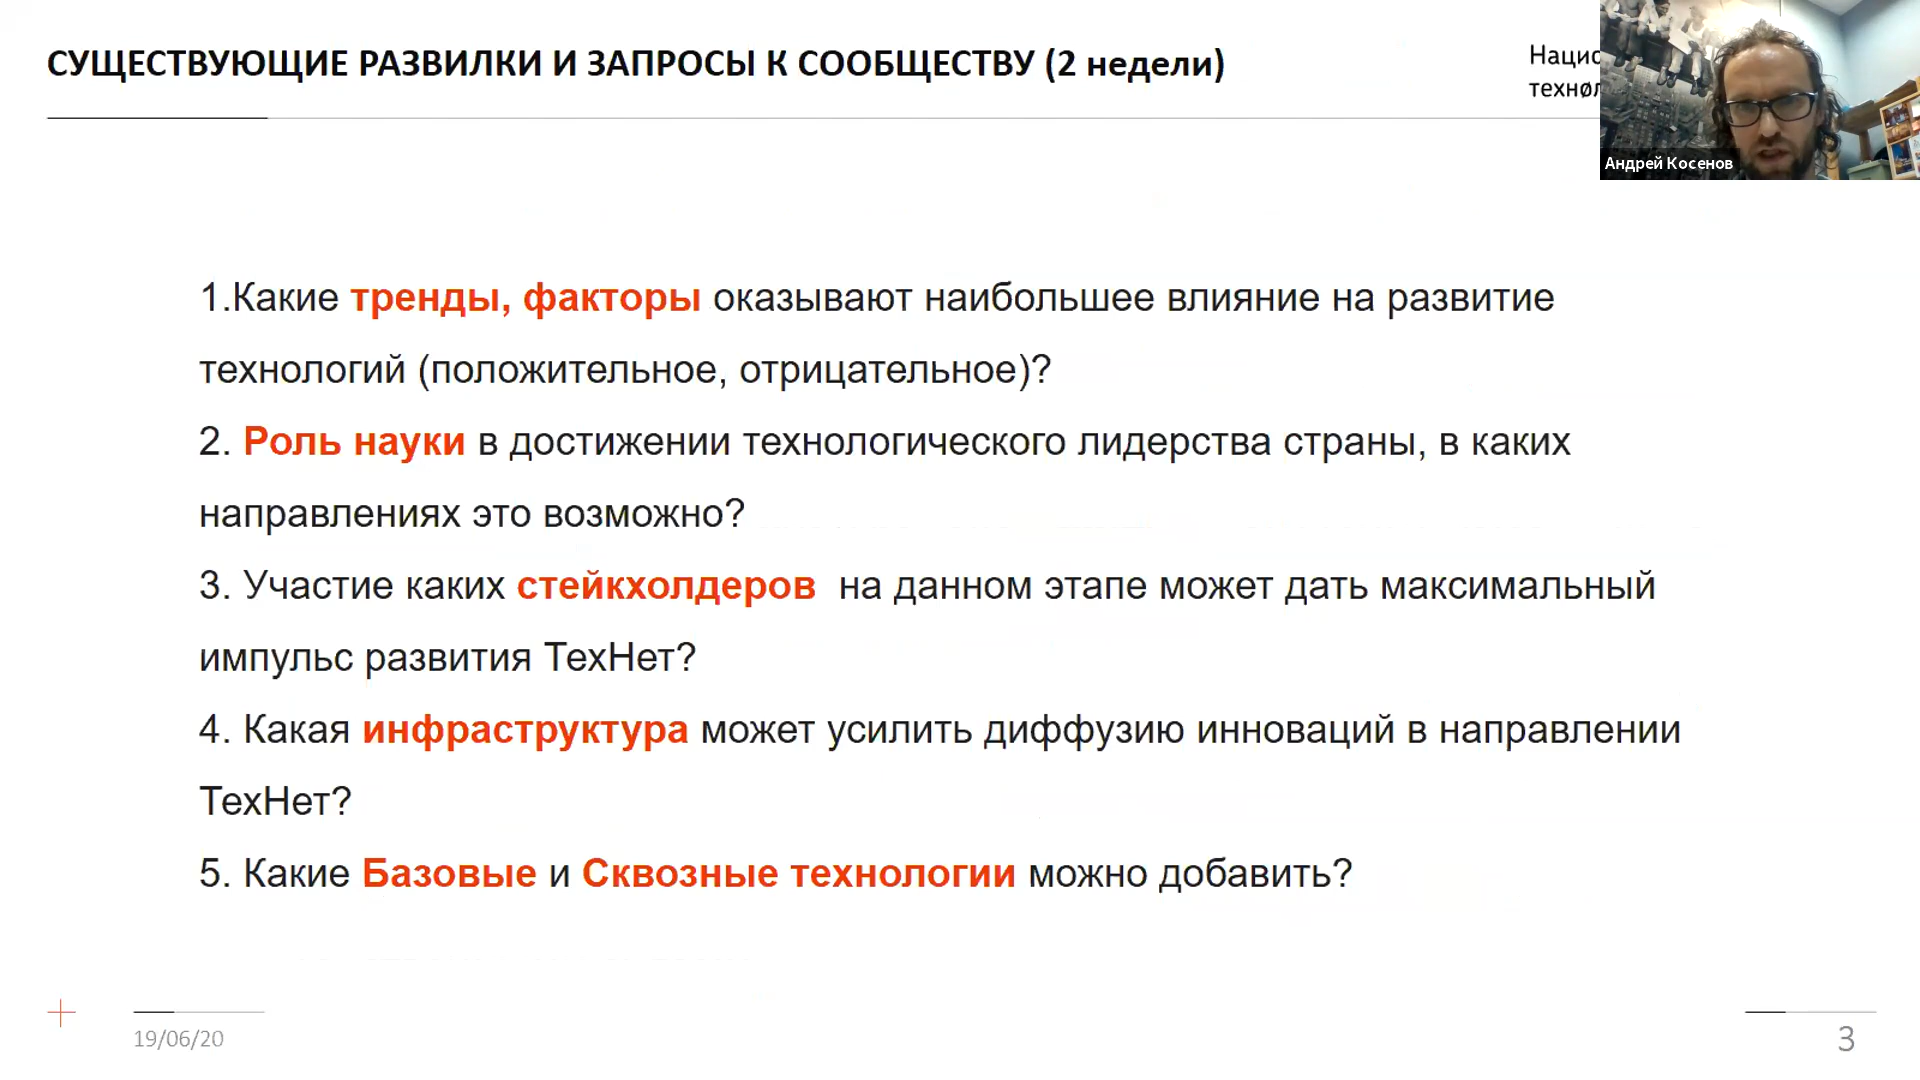 СУЩЕСТВУЮЩИЕ РАЗВИЛКИ И ЗАПРОСЫ К СООБЩЕСТВУ (2 недели)
Андрей Косенов
1.Какие тренды, факторы оказывают наибольшее влияние на развитие
технологий (положительное, отрицательное)?
2. Роль науки в достижении технологического лидерства страны, в каких
направлениях это возможно?
3. Участие каких стейкхолдеров на данном этапе может дать максимальный
импульс развития ТехНет?
4. Какая инфраструктура может усилить диффузию инноваций в направлении
ТехНет?
5. Какие Базовые и Сквозные технологии можно добавить?
19/06/20
3